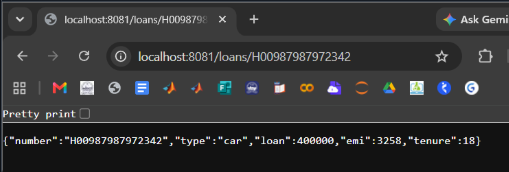 localhost:8081/loans/H0098798
Ask Gemi
localhost:8081/loans/H00987987972342
Pretty print
{"number":"H00987987972342","type":"car","loan":400000,"emi":3258,"tenure":18}